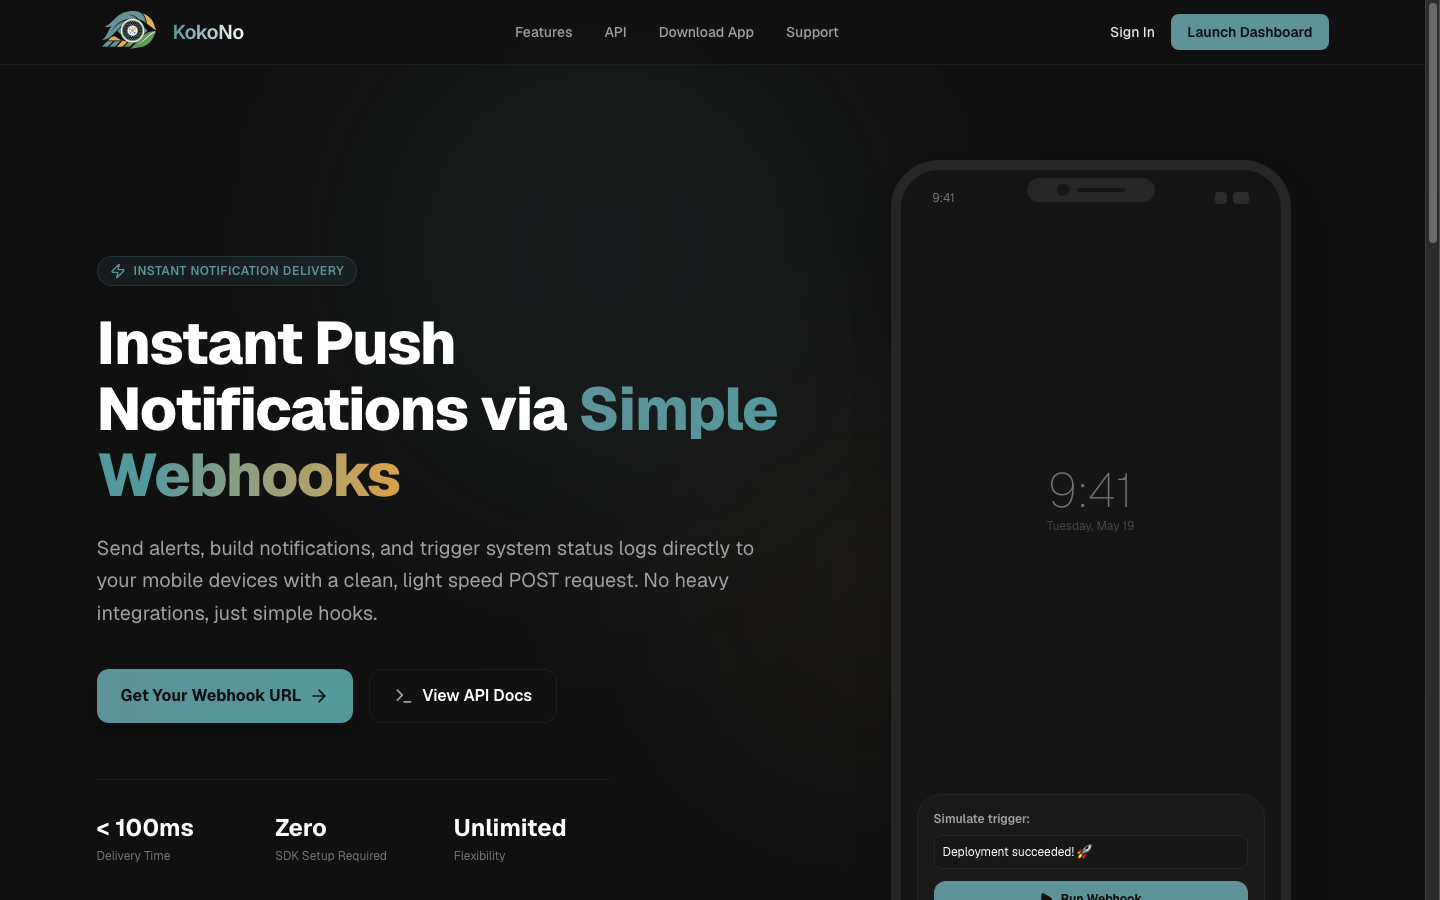 KokoNo
Features
API
Download App
Support
Sign In
Launch Dashboard
INSTANT NOTIFICATION DELIVERY
Instant Push
Notifications via Simple
Webhooks
Send alerts, build notifications, and trigger system status logs directly to
your mobile devices with a clean, light speed POST request. No heavy
integrations, just simple hooks.
Get Your Webhook URL
View API Docs
< 100ms
Delivery Time
Zero
SDK Setup Required
Unlimited
Flexibility
9:41
9:41
Tuesday, May 19
Simulate trigger:
Deployment succeeded! 🚀
Run Webhook